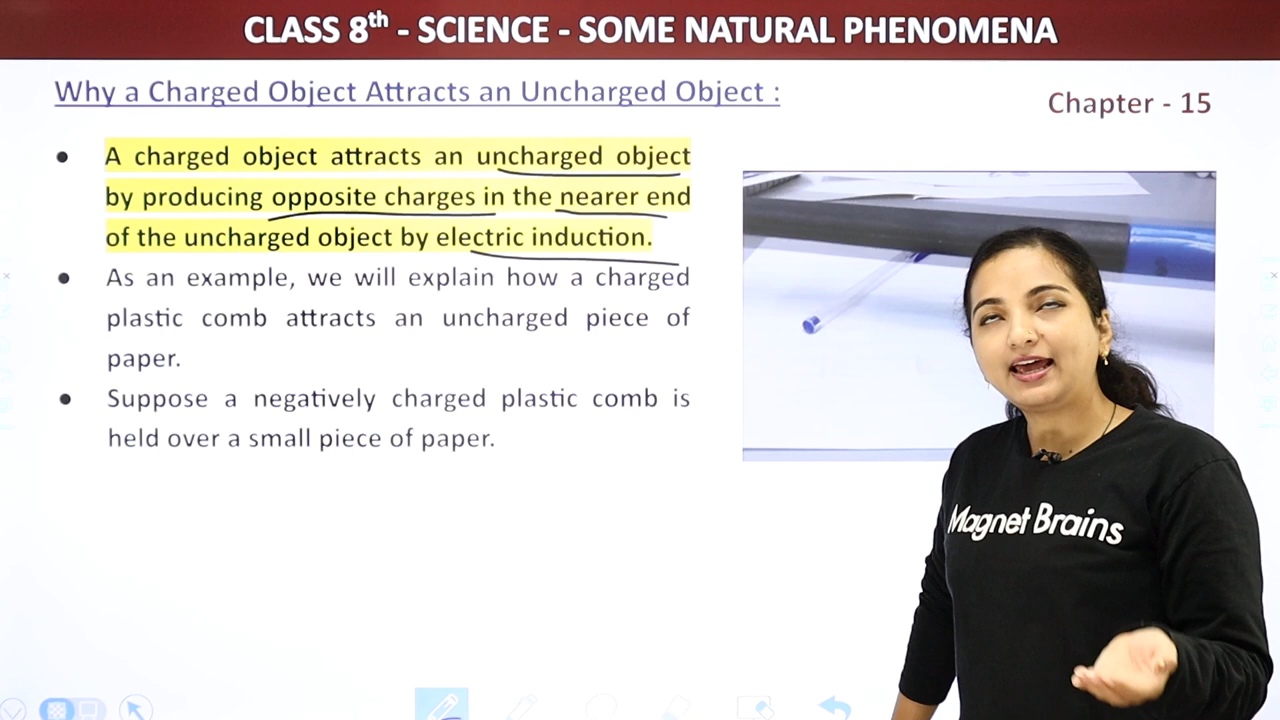 CLASS 8th - SCIENCE - SOME NATURAL PHENOMENA
Why a Charged Object Attracts an Uncharged Object :
Chapter - 15
● A charged object attracts an uncharged object
by producing opposite charges in the nearer end
of the uncharged object by electric induction.
● As an example, we will explain how a charged
plastic comb attracts an uncharged piece of
paper.
● Suppose a negatively charged plastic comb is
held over a small piece of paper.
Magnet Brains